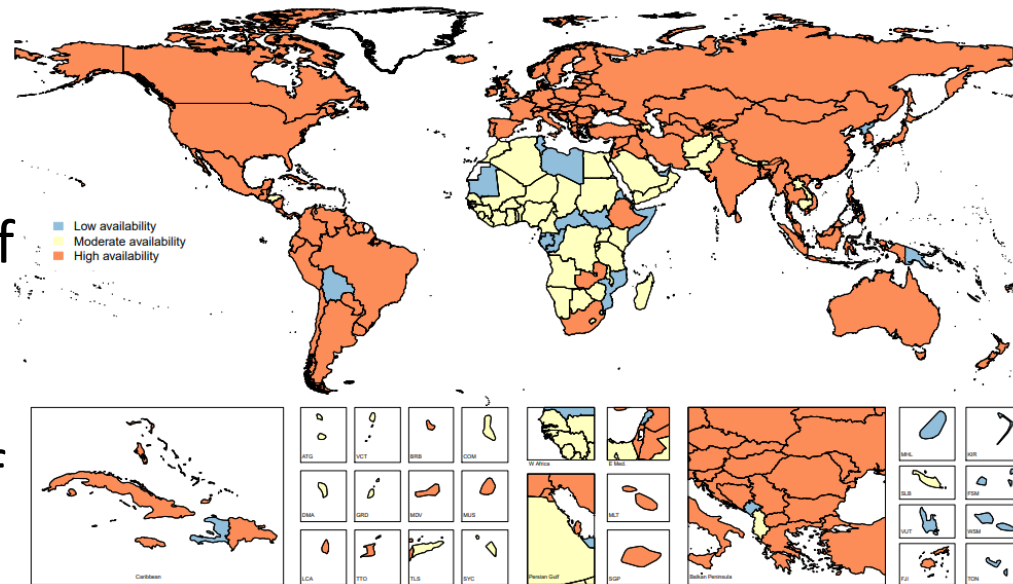 f
Low availability
Moderate availability
High availability
f
Caribbean
ATG
VCT
BRB
COM
DMA
GRD
MDV
MUS
LCA
TTO
TLS
SYC
W Africa
E Med.
Persian Gulf
MLT
SGP
Balkan Peninsula
MHL
KIR
SLB
FSM
VUT
WSM
FJI
TON